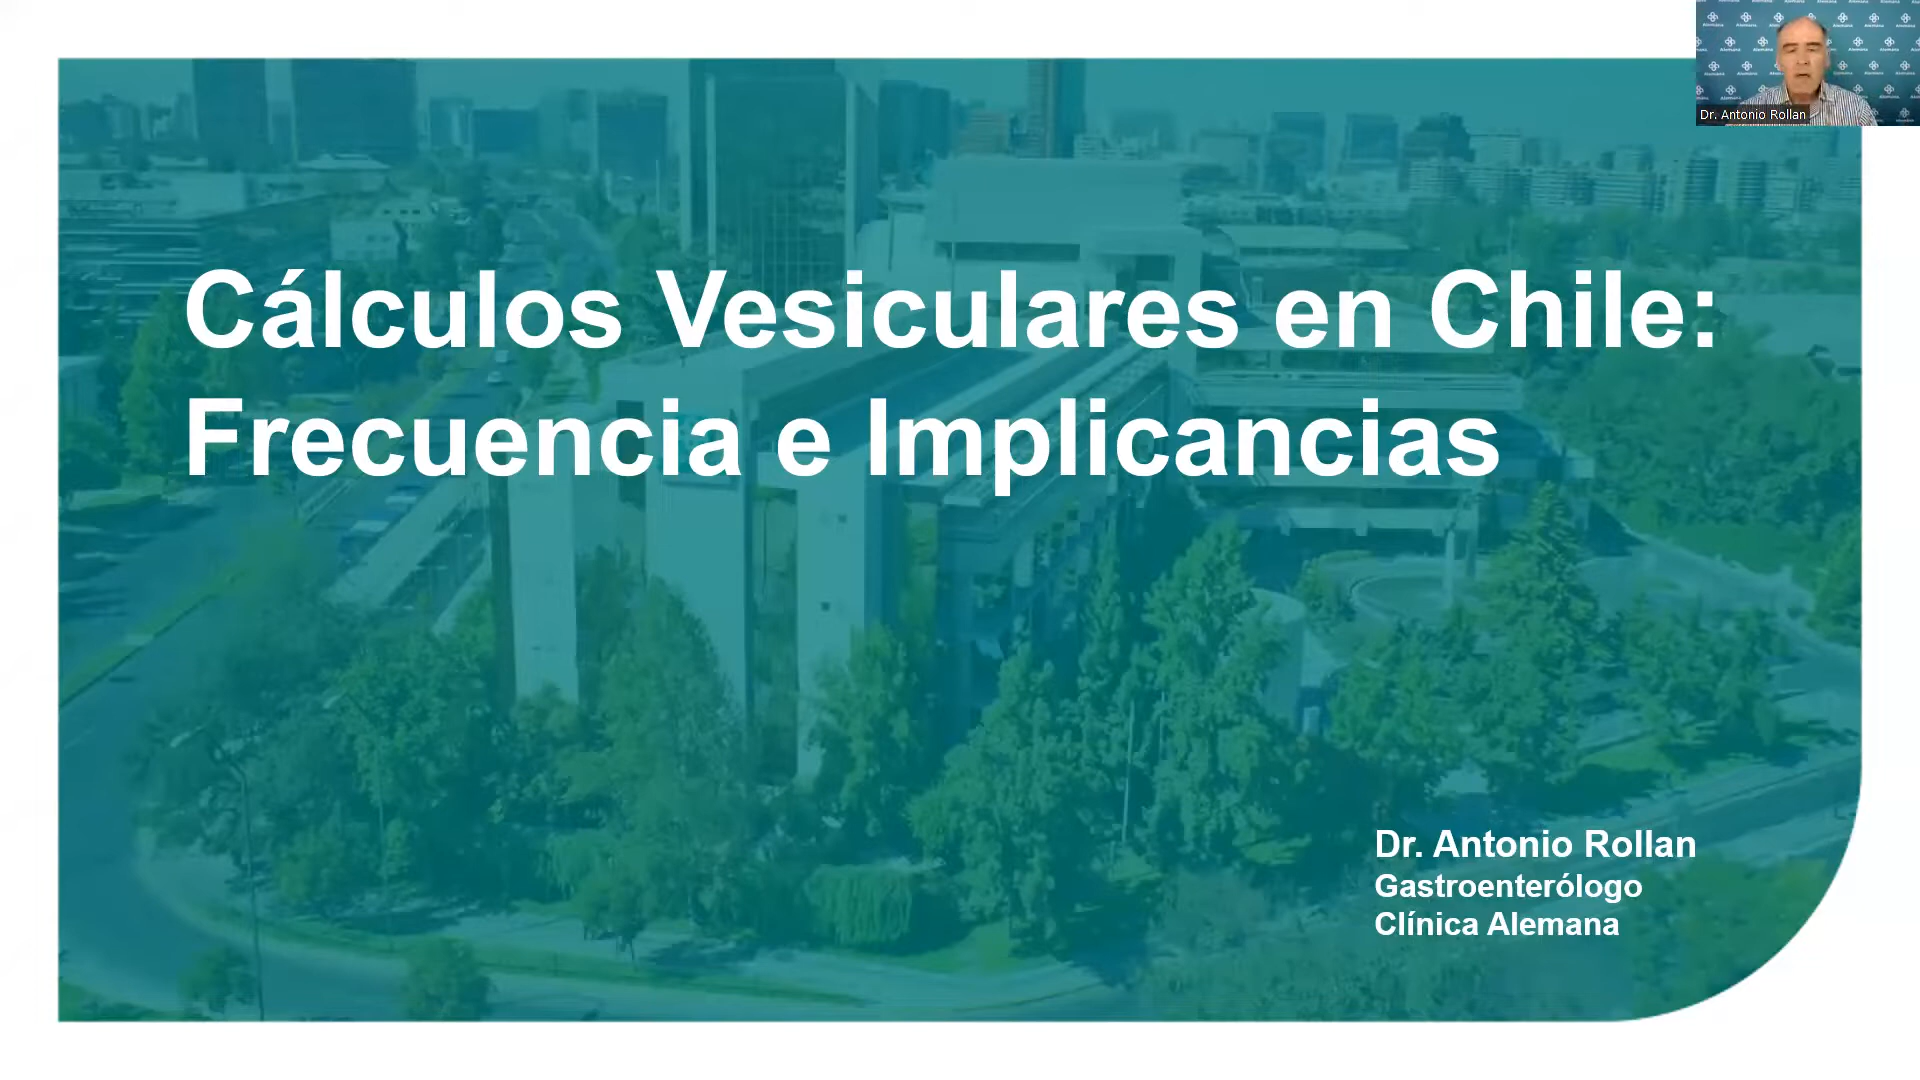 Dr. Antonio Rollan
Cálculos Vesiculares en Chile:
Frecuencia e Implicancias
Dr. Antonio Rollan
Gastroenterólogo
Clínica Alemana